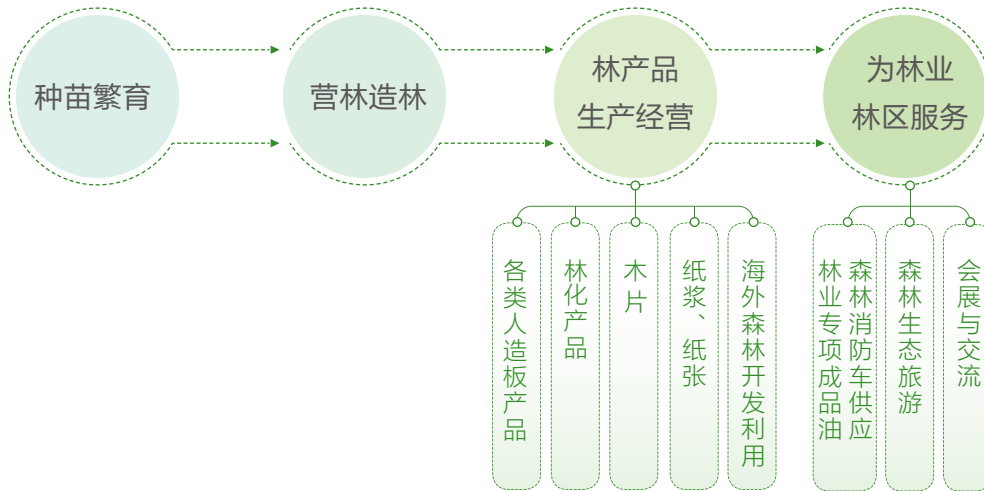 种苗繁育
营林造林
林产品
生产经营
为林业
林区服务
各类人造板产品
林化产品
木片
纸浆、纸张
海外森林开发利用
森林消防车供应
林业专项成品油
森林生态旅游
会展与交流